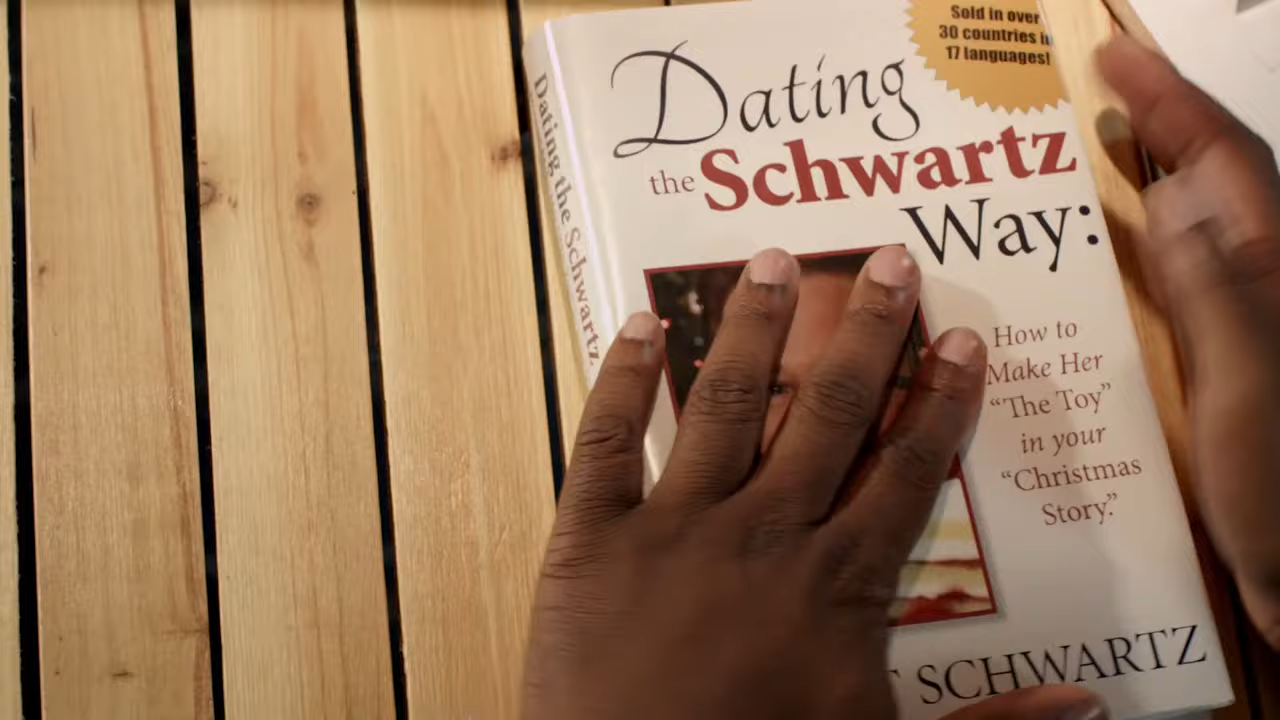 Sold in over
30 countries in
17 languages!
Dating
the Schwartz
Way:
How to
Make Her
“The Toy”
in your
“Christmas
Story.”
SCHWARTZ
Dating the Schwartz